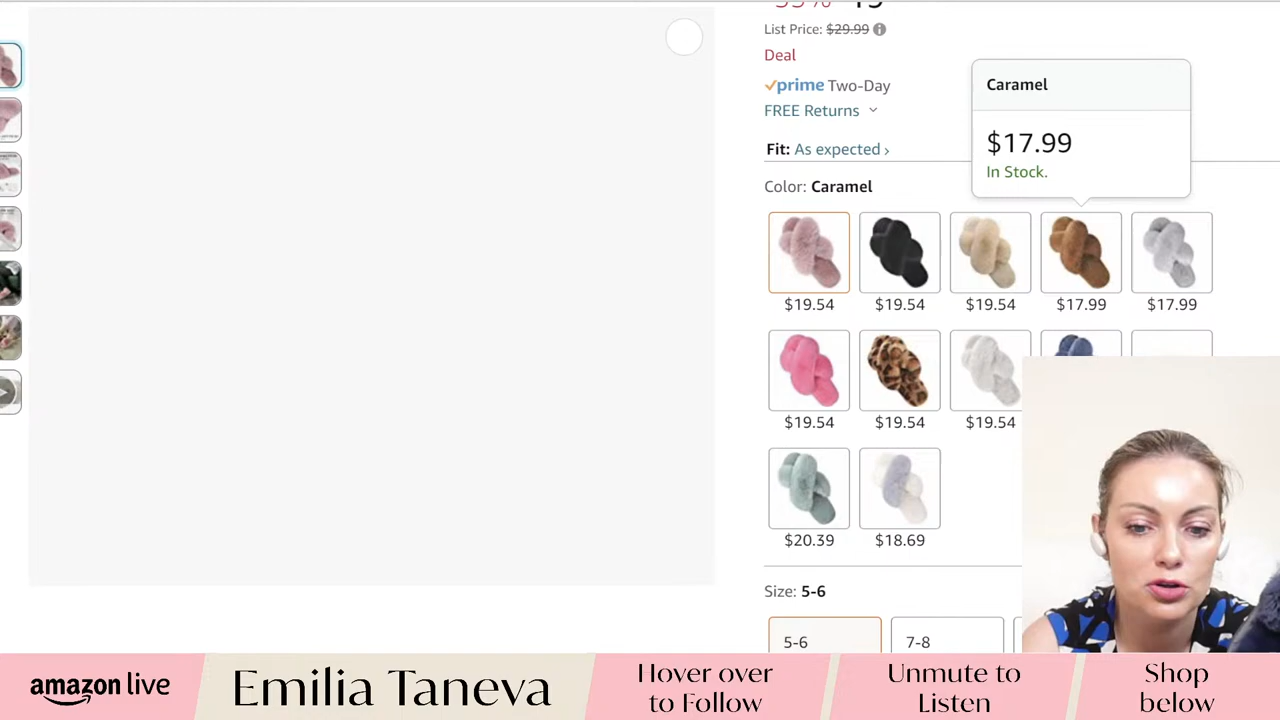 List Price: $29.99
Deal
prime Two-Day
FREE Returns
Fit: As expected ›
Color: Caramel
Caramel
$17.99
In Stock.
$19.54 $19.54 $19.54 $17.99 $17.99
$19.54 $19.54 $19.54
$20.39 $18.69
Size: 5-6
5-6 7-8
amazon live
Emilia Taneva
Hover over
to Follow
Unmute to
Listen
Shop
below